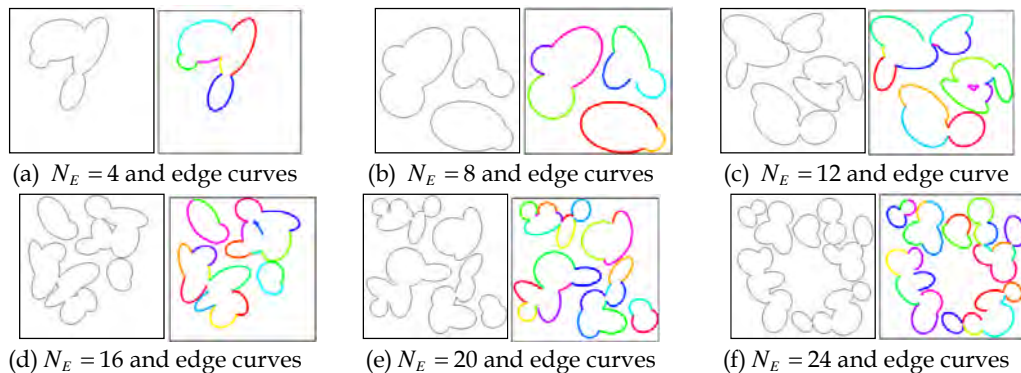 (a) N_E = 4 and edge curves
(b) N_E = 8 and edge curves
(c) N_E = 12 and edge curve
(d) N_E = 16 and edge curves
(e) N_E = 20 and edge curves
(f) N_E = 24 and edge curves